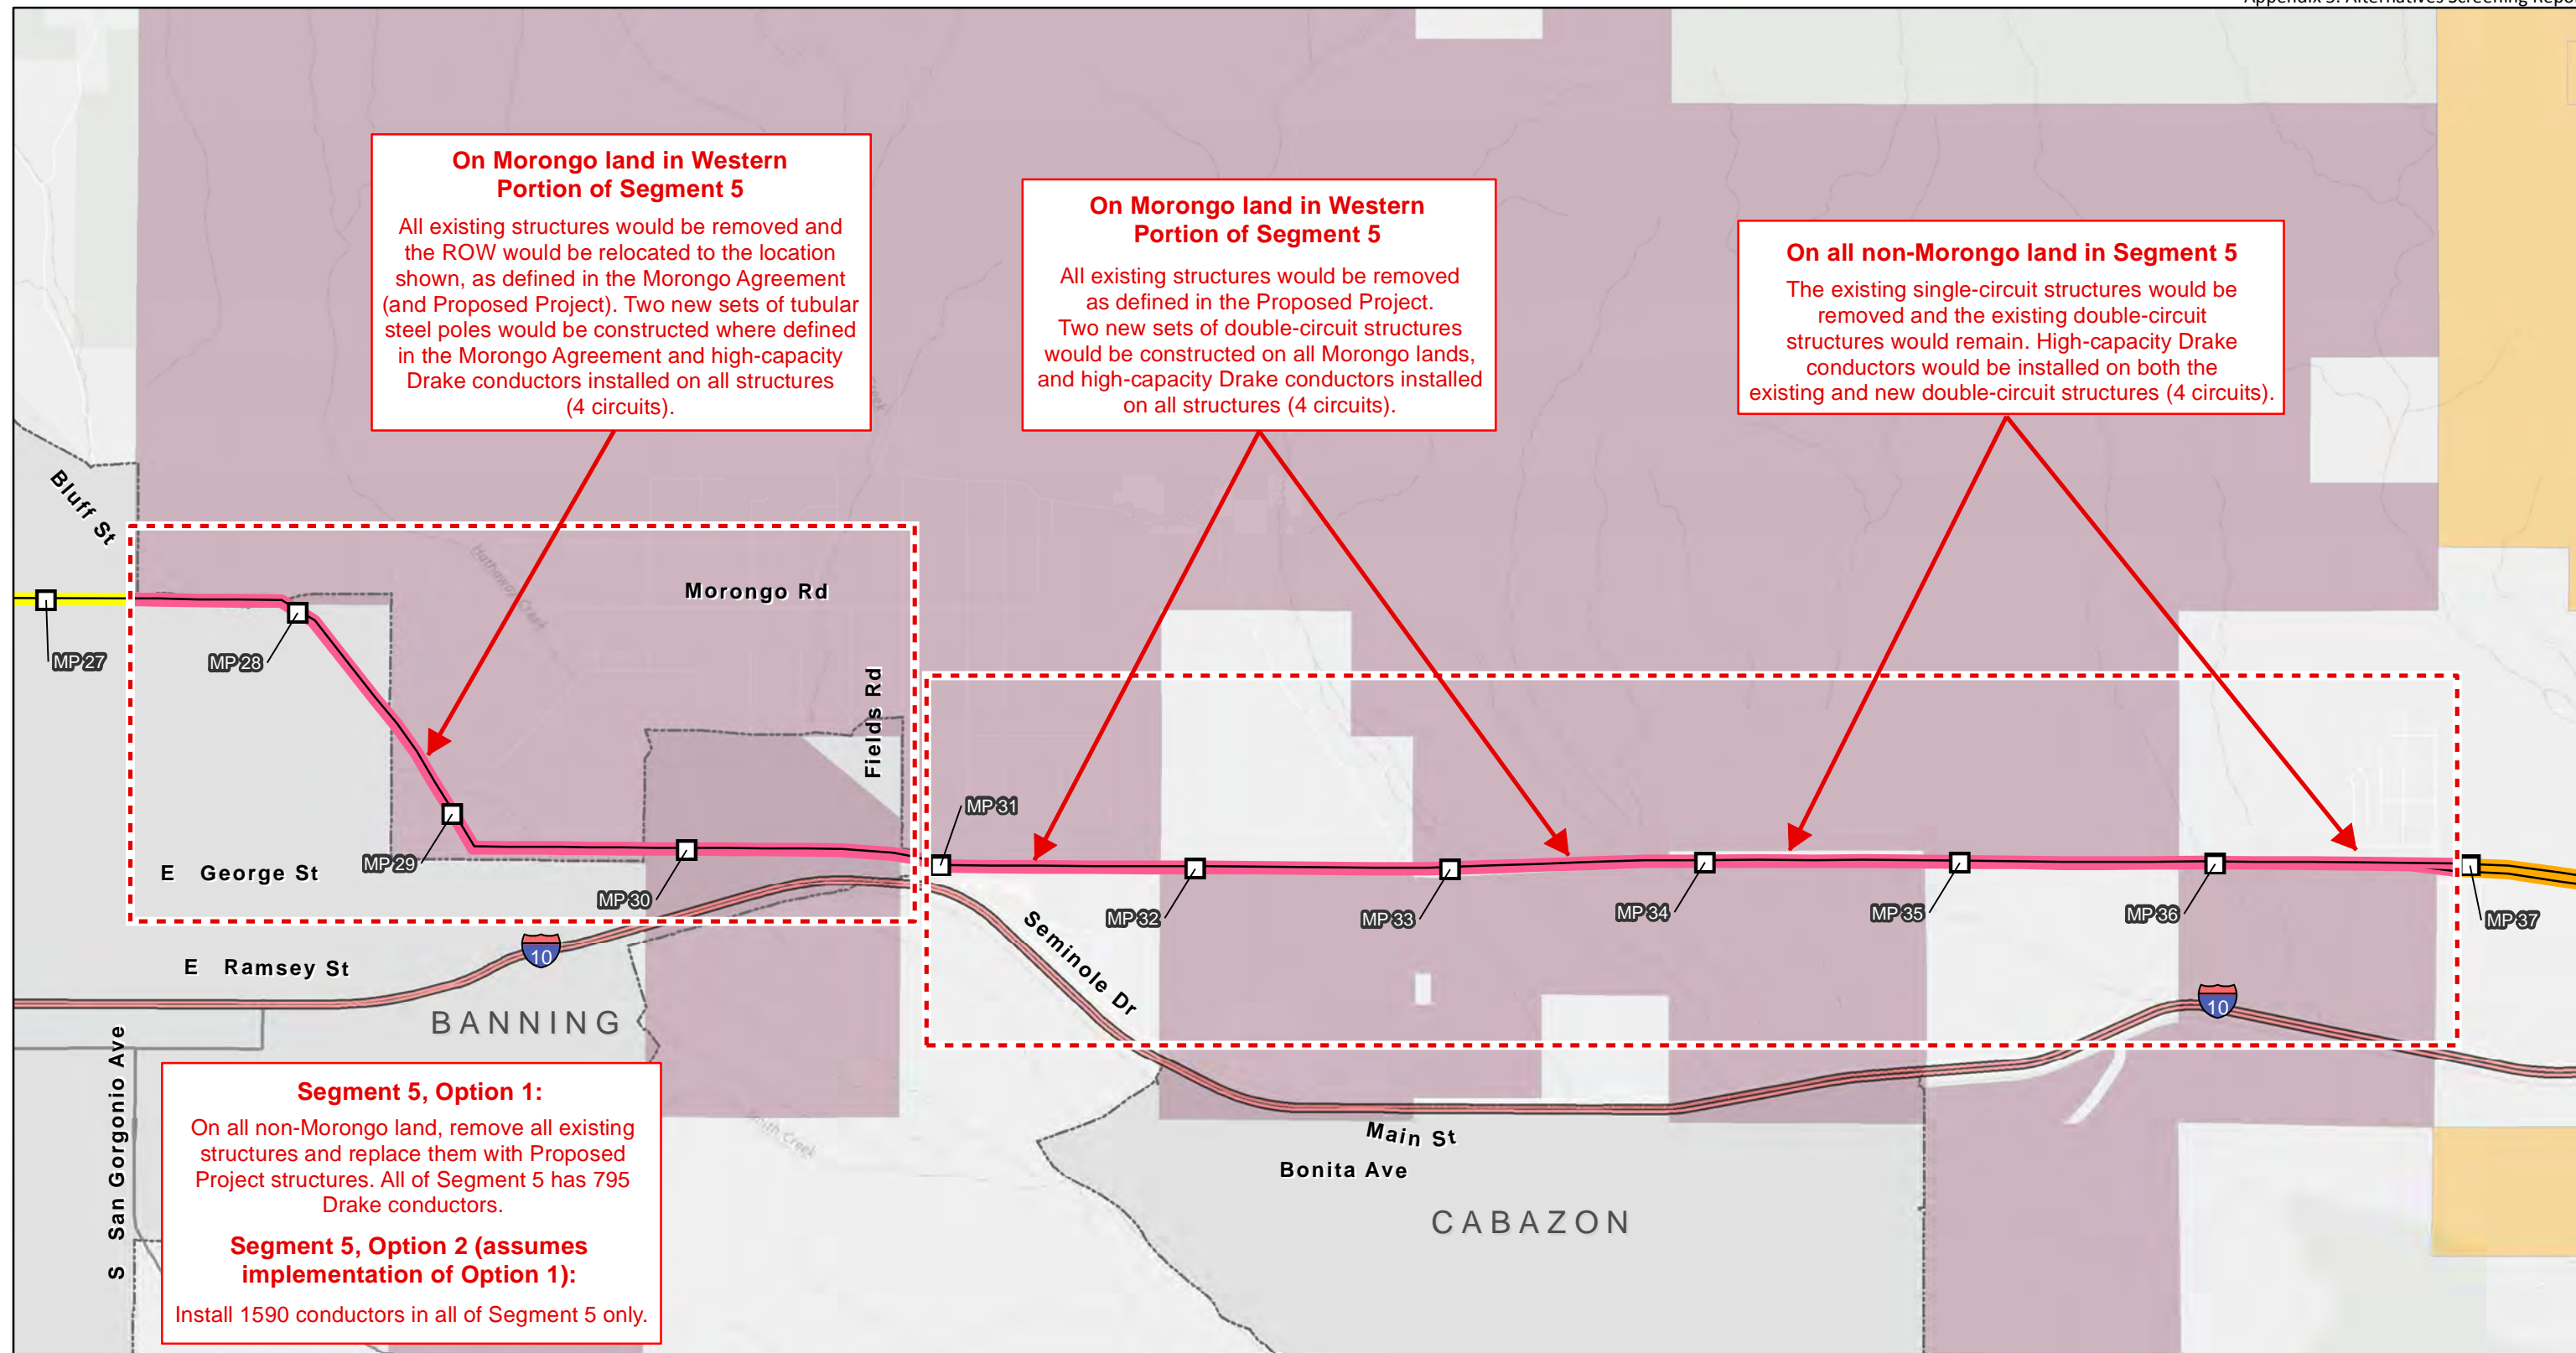 Appendix 5. Alternatives Screening Repor
On Morongo land in Western
Portion of Segment 5
All existing structures would be removed and
the ROW would be relocated to the location
shown, as defined in the Morongo Agreement
(and Proposed Project). Two new sets of tubular
steel poles would be constructed where defined
in the Morongo Agreement and high-capacity
Drake conductors installed on all structures
(4 circuits).
On Morongo land in Western
Portion of Segment 5
All existing structures would be removed
as defined in the Proposed Project.
Two new sets of double-circuit structures
would be constructed on all Morongo lands,
and high-capacity Drake conductors installed
on all structures (4 circuits).
On all non-Morongo land in Segment 5
The existing single-circuit structures would be
removed and the existing double-circuit
structures would remain. High-capacity Drake
conductors would be installed on both the
existing and new double-circuit structures (4 circuits).
Creek
Bluff St
Hathaway Creek
Morongo Rd
Fields Rd
MP 27
MP 28
MP 29
MP 30
MP 31
MP 32
MP 33
MP 34
MP 35
MP 36
MP 37
E George St
E Ramsey St
10
10
Seminole Dr
BANNING
S San Gorgonio Ave
Smith Creek
Main St
Bonita Ave
CABAZON
Segment 5, Option 1:
On all non-Morongo land, remove all existing
structures and replace them with Proposed
Project structures. All of Segment 5 has 795
Drake conductors.
Segment 5, Option 2 (assumes
implementation of Option 1):
Install 1590 conductors in all of Segment 5 only.